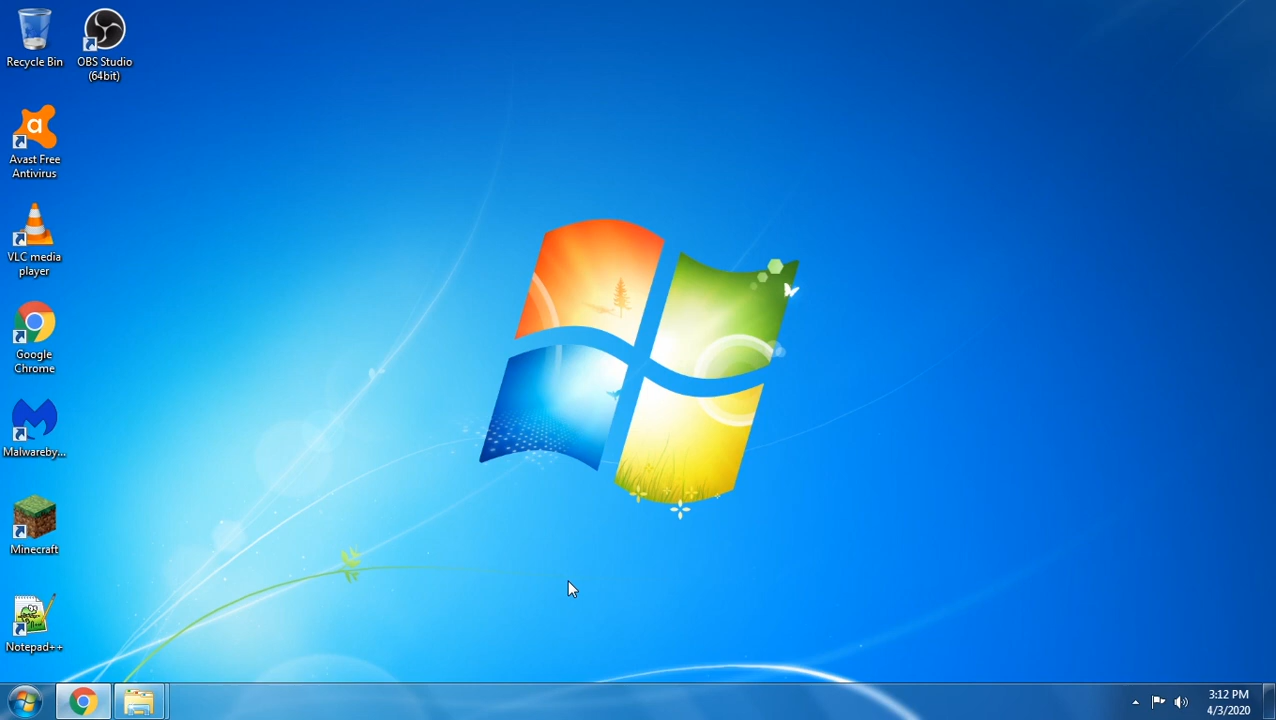 Recycle Bin
OBS Studio
(64bit)
Avast Free
Antivirus
VLC media
player
Google
Chrome
Malwareby...
Minecraft
Notepad++
3:12 PM
4/3/2020